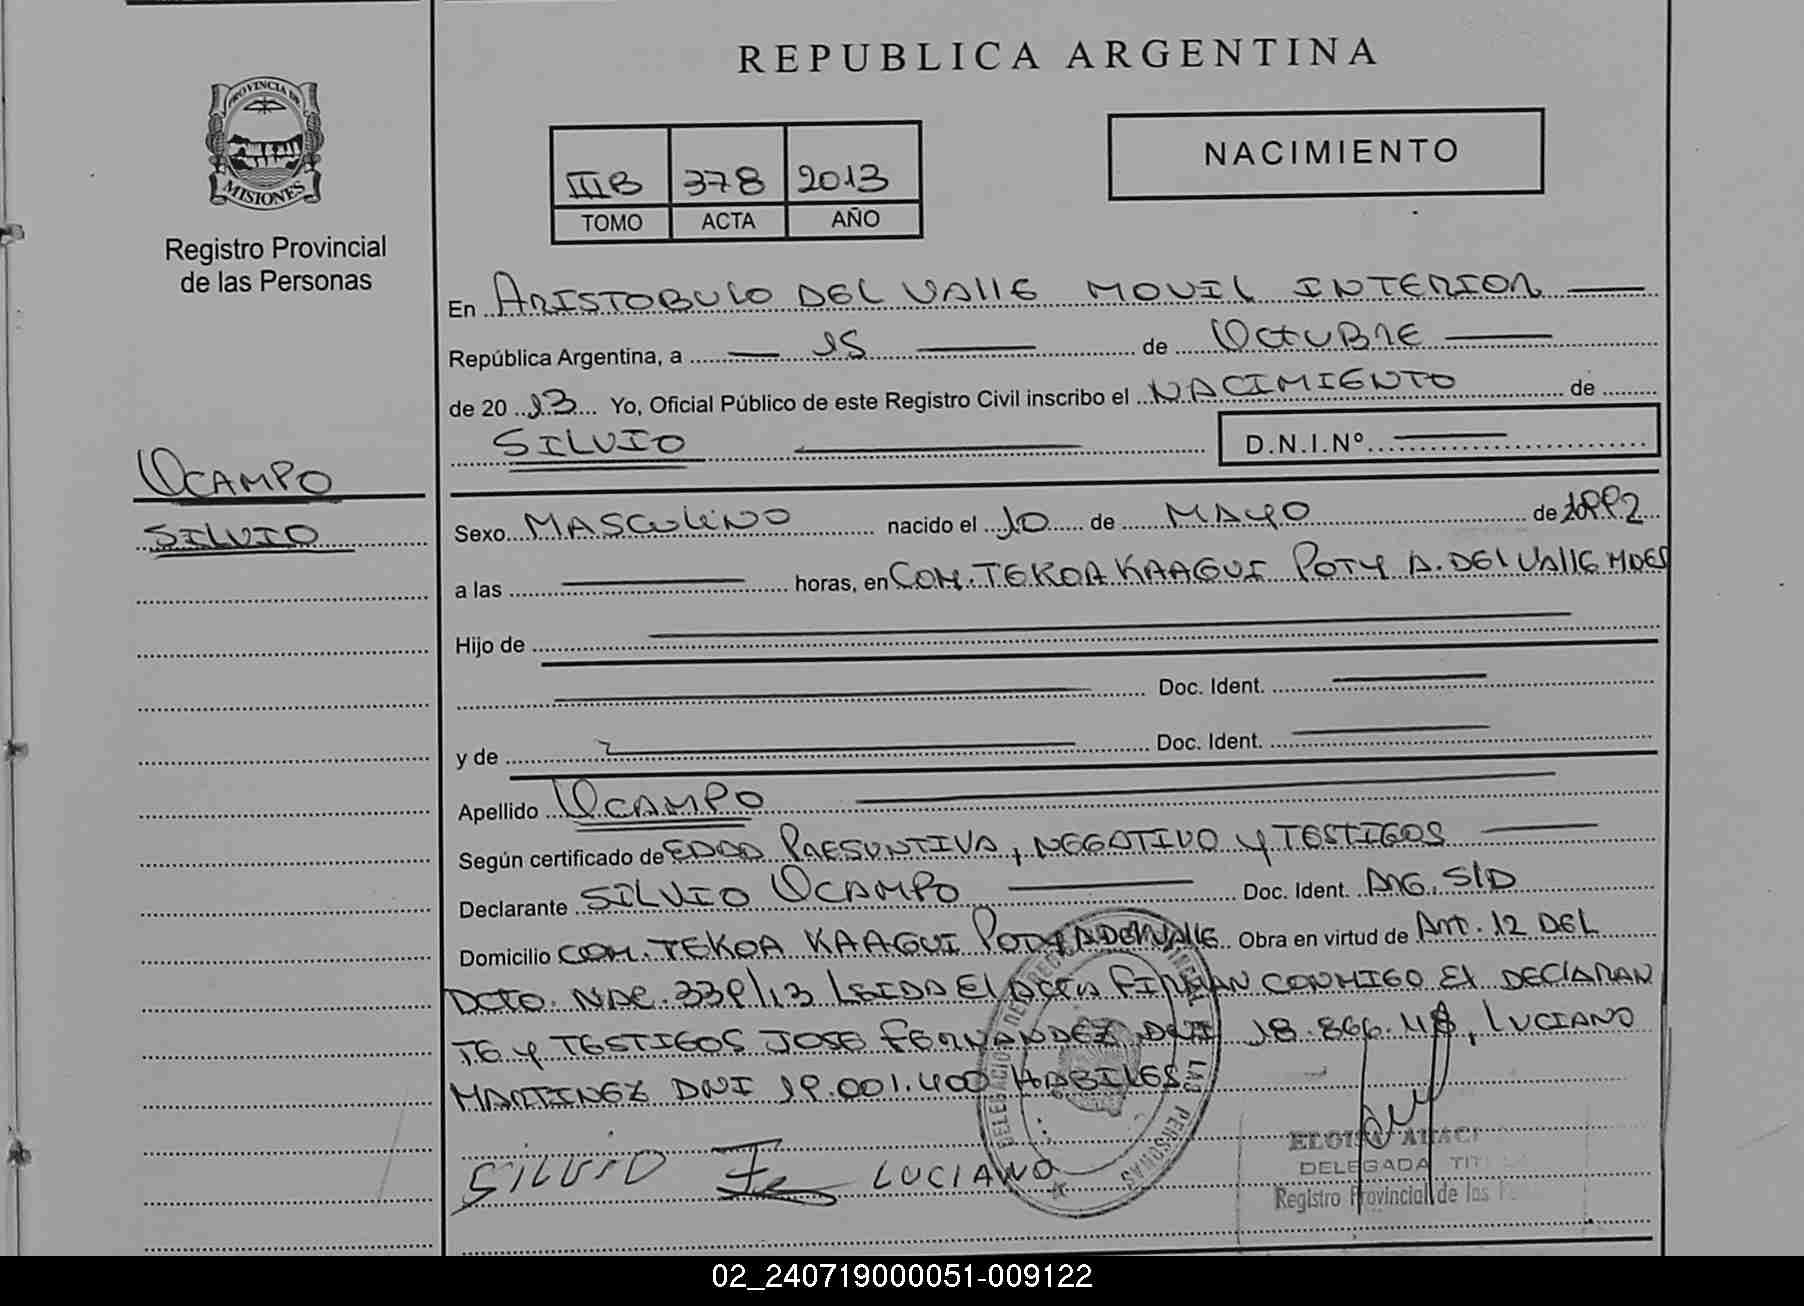 REPUBLICA ARGENTINA
PROVINCIA DE
MISIONES
Registro Provincial
de las Personas
III B 378 2013
TOMO ACTA AÑO
NACIMIENTO
En ARISTOBULO DEL VALLE MOVIL INTERIOR
República Argentina, a 15 de OCTUBRE
de 20 13 Yo, Oficial Público de este Registro Civil inscribo el NACIMIENTO de
SILVIO D.N.I.Nº
OCAMPO
SILVIO
Sexo MASCULINO nacido el 10 de MAYO de 1992
a las horas, en COM. TEKOA KAAGUI POTY A. DEL VALLE MNES
Hijo de
Doc. Ident.
y de Doc. Ident.
Apellido OCAMPO
Según certificado de EDAD PRESUNTIVA, NEGATIVO Y TESTIGOS
Declarante SILVIO OCAMPO Doc. Ident. ARG. S/D
Domicilio COM. TEKOA KAAGUI POTY A DEL VALLE Obra en virtud de ART. 12 DEL
DCTO. NAC. 339/13 LEIDA EL ACTA FIRMAN CONMIGO EL DECLARAN
TE Y TESTIGOS JOSE FERNANDEZ DNI LUCIANO
MARTINEZ DNI 19.001.400 HABILES
SILVIO LUCIANO
DELEGADA TIT
Registro Provincial de las
02_240719000051-009122